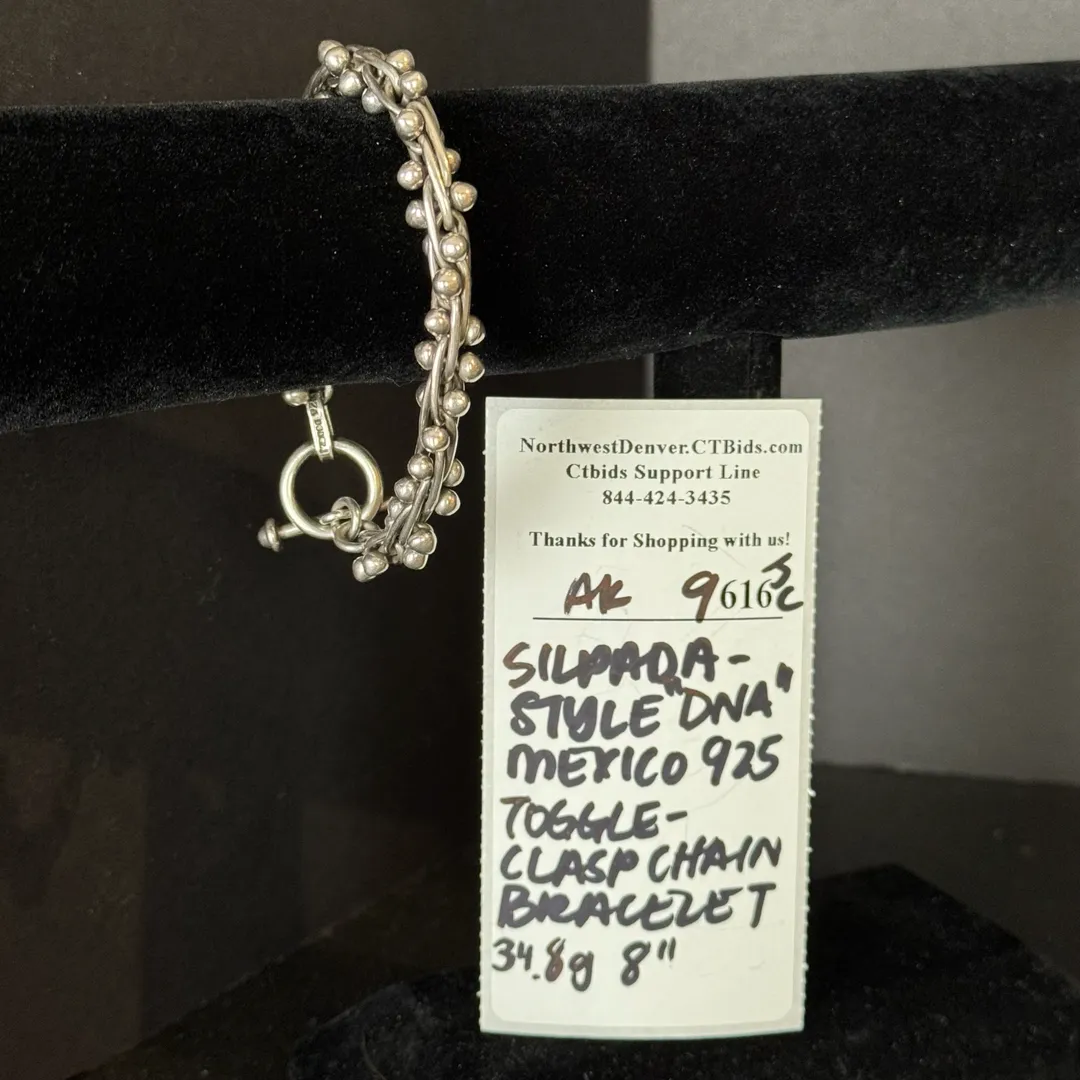 NorthwestDenver.CTBids.com
Ctbids Support Line
844-424-3435
Thanks for Shopping with us!
AK 9616 JC
SILPADA-
STYLE "DNA"
MEXICO 925
TOGGLE-
CLASP CHAIN
BRACELET
34.8g 8"